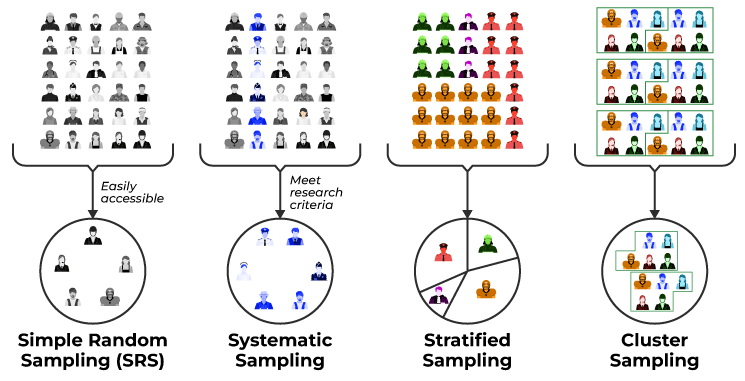 Easily
accessible
Meet
research
criteria
Simple Random
Sampling (SRS)
Systematic
Sampling
Stratified
Sampling
Cluster
Sampling